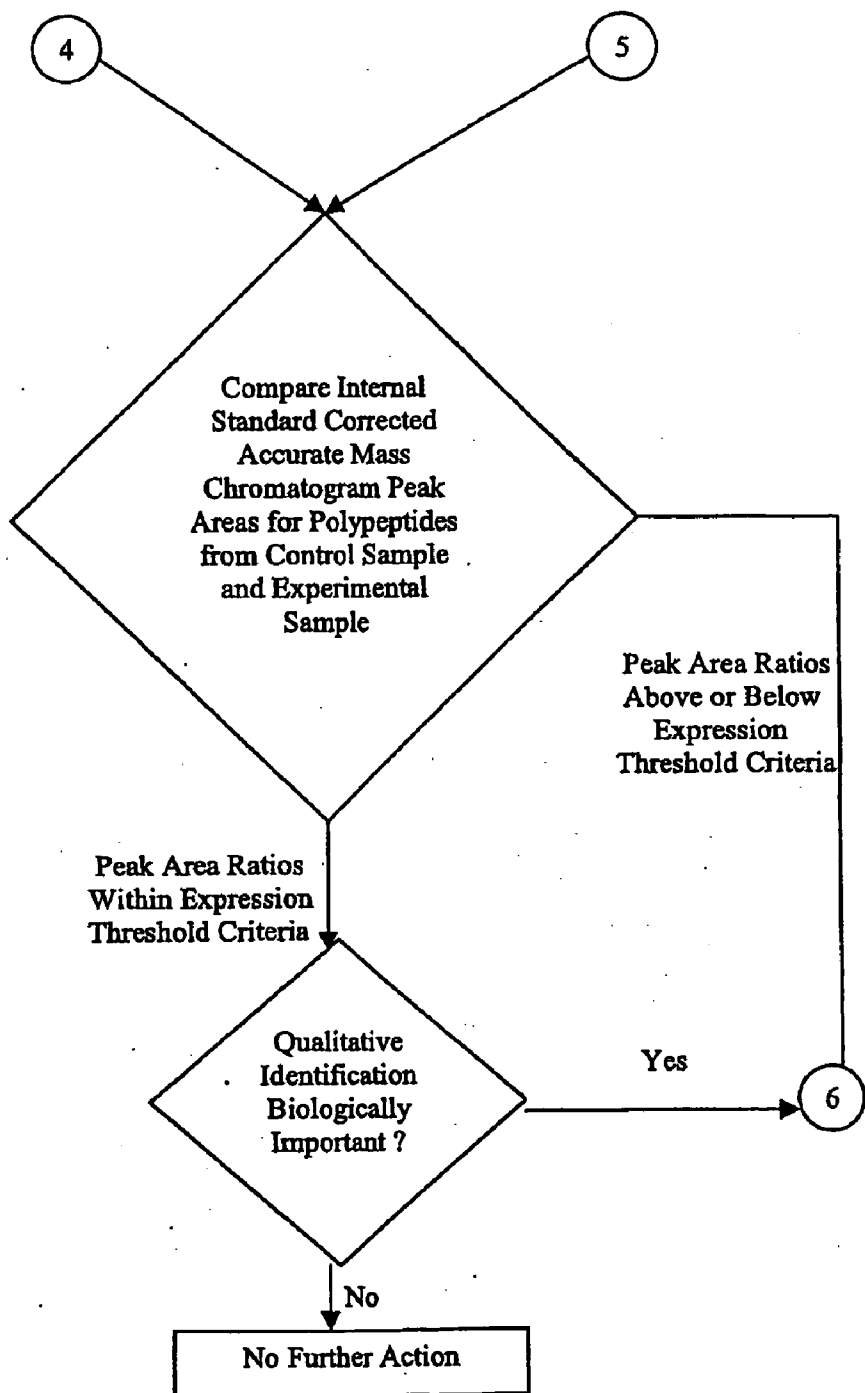 4
5
Compare Internal
Standard Corrected
Accurate Mass
Chromatogram Peak
Areas for Polypeptides
from Control Sample
and Experimental
Sample
Peak Area Ratios
Above or Below
Expression
Threshold Criteria
Peak Area Ratios
Within Expression
Threshold Criteria
Qualitative
Identification
Biologically
Important ?
Yes
6
No
No Further Action